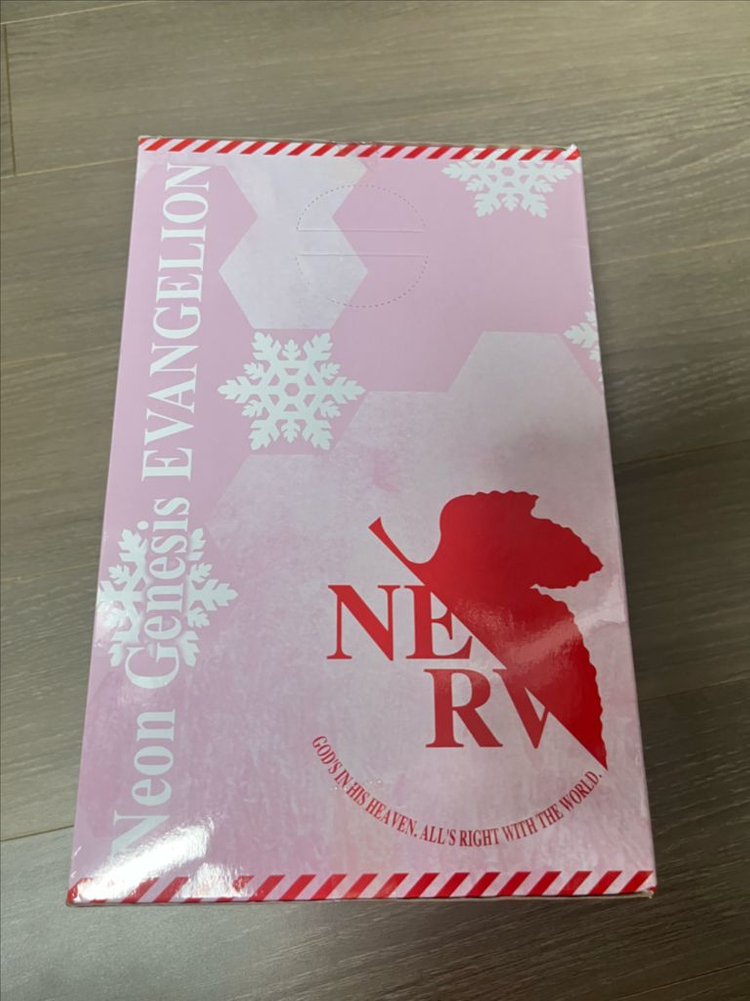 Neon Genesis EVANGELION
NERV
GOD'S IN HIS HEAVEN. ALL'S RIGHT WITH THE WORLD.